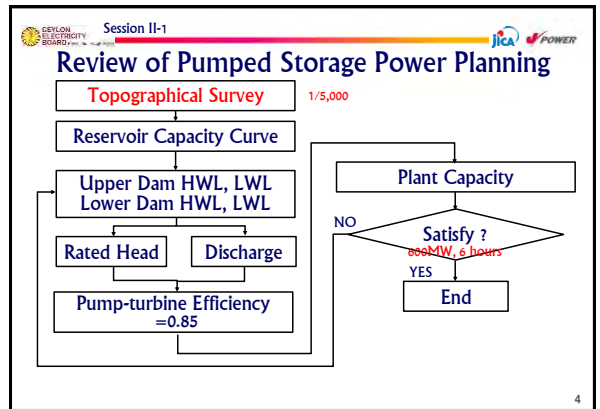 CEYLON
ELECTRICITY
BOARD
Session II-1
jICA
POWER
Review of Pumped Storage Power Planning
Topographical Survey
1/5,000
Reservoir Capacity Curve
Upper Dam HWL, LWL
Lower Dam HWL, LWL
Rated Head
Discharge
Pump-turbine Efficiency
=0.85
Plant Capacity
NO
Satisfy ?
600MW, 6 hours
YES
End
4